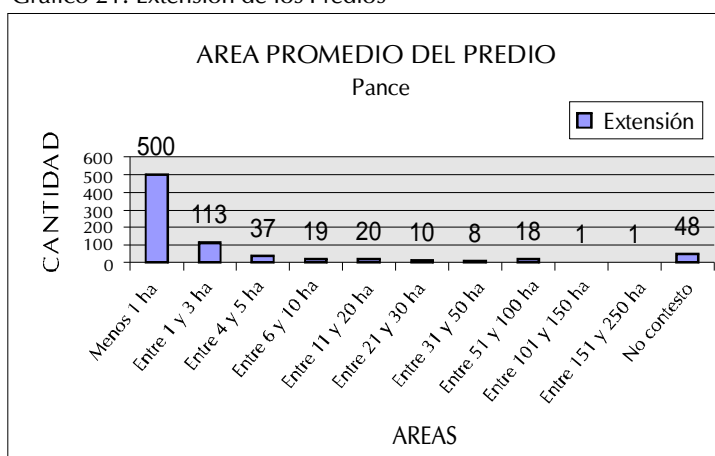 Gráfico 21. Extensión de los Predios
AREA PROMEDIO DEL PREDIO
Pance
Extensión
CANTIDAD
600
500
400
300
200
100
0
500
113
37
19
20
10
8
18
1
1
48
Menos 1 ha
Entre 1 y 3 ha
Entre 4 y 5 ha
Entre 6 y 10 ha
Entre 11 y 20 ha
Entre 21 y 30 ha
Entre 31 y 50 ha
Entre 51 y 100 ha
Entre 101 y 150 ha
Entre 151 y 250 ha
No contesto
AREAS